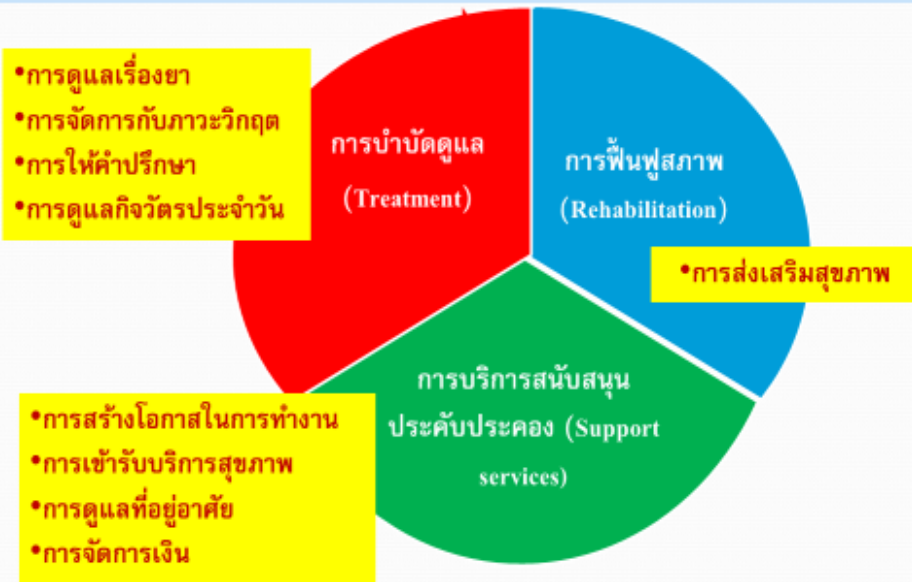 •การดูแลเรื่องยา
•การจัดการกับภาวะวิกฤต
•การให้คำปรึกษา
•การดูแลกิจวัตรประจำวัน
การบำบัดดูแล
(Treatment)
การฟื้นฟูสภาพ
(Rehabilitation)
•การส่งเสริมสุขภาพ
การบริการสนับสนุน
ประคับประคอง (Support
services)
•การสร้างโอกาสในการทำงาน
•การเข้ารับบริการสุขภาพ
•การดูแลที่อยู่อาศัย
•การจัดการเงิน